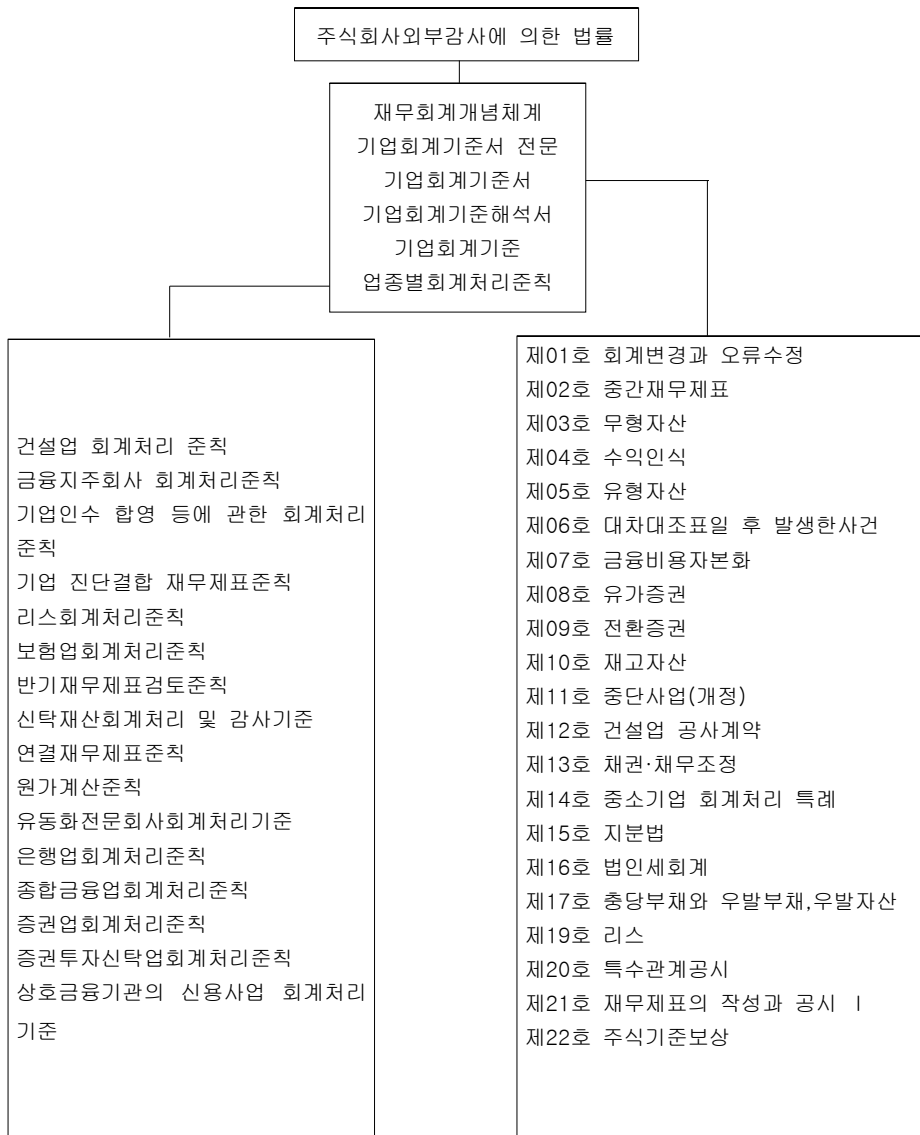 주식회사외부감사에 의한 법률
재무회계개념체계
기업회계기준서 전문
기업회계기준서
기업회계기준해석서
기업회계기준
업종별회계처리준칙
건설업 회계처리 준칙
금융지주회사 회계처리준칙
기업인수 합영 등에 관한 회계처리
준칙
기업 진단결합 재무제표준칙
리스회계처리준칙
보험업회계처리준칙
반기재무제표검토준칙
신탁재산회계처리 및 감사기준
연결재무제표준칙
원가계산준칙
유동화전문회사회계처리기준
은행업회계처리준칙
종합금융업회계처리준칙
증권업회계처리준칙
증권투자신탁업회계처리준칙
상호금융기관의 신용사업 회계처리
기준
제01호 회계변경과 오류수정
제02호 중간재무제표
제03호 무형자산
제04호 수익인식
제05호 유형자산
제06호 대차대조표일 후 발생한사건
제07호 금융비용자본화
제08호 유가증권
제09호 전환증권
제10호 재고자산
제11호 중단사업(개정)
제12호 건설업 공사계약
제13호 채권·채무조정
제14호 중소기업 회계처리 특례
제15호 지분법
제16호 법인세회계
제17호 충당부채와 우발부채,우발자산
제19호 리스
제20호 특수관계공시
제21호 재무제표의 작성과 공시 Ⅰ
제22호 주식기준보상